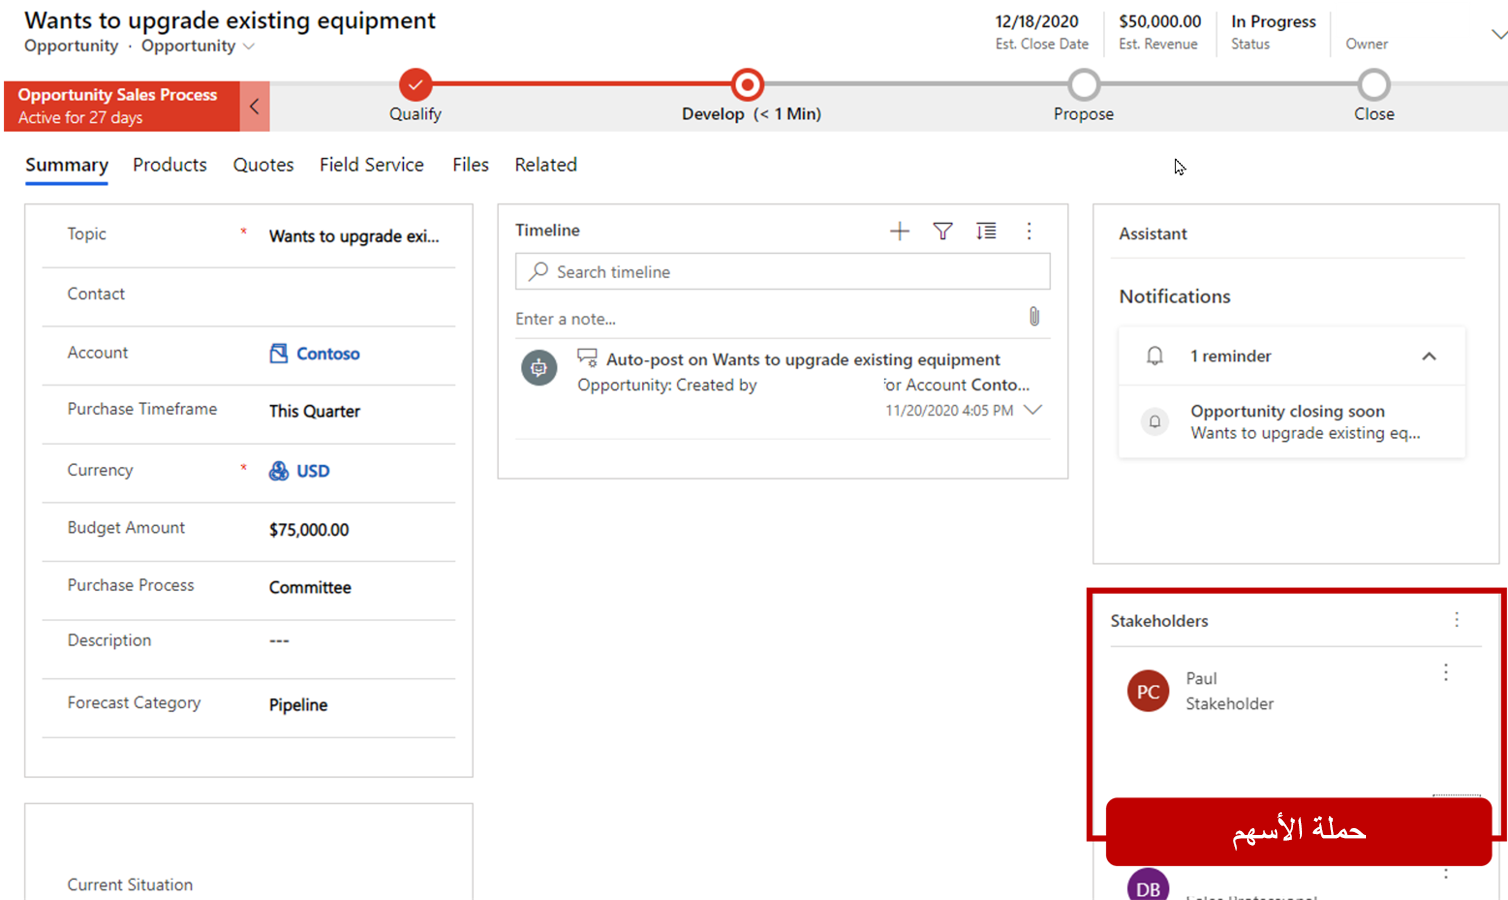 Wants to upgrade existing equipment
Opportunity · Opportunity
12/18/2020
Est. Close Date
$50,000.00
Est. Revenue
In Progress
Status
Owner
Opportunity Sales Process
Active for 27 days
Qualify
Develop (< 1 Min)
Propose
Close
Summary Products Quotes Field Service Files Related
Topic * Wants to upgrade exi...
Contact
Account Contoso
Purchase Timeframe This Quarter
Currency * USD
Budget Amount $75,000.00
Purchase Process Committee
Description ---
Forecast Category Pipeline
Current Situation
Timeline
Search timeline
Enter a note...
Auto-post on Wants to upgrade existing equipment
Opportunity: Created by or Account Conto...
11/20/2020 4:05 PM
Assistant
Notifications
1 reminder
Opportunity closing soon
Wants to upgrade existing eq...
Stakeholders
PC
Paul
Stakeholder
حملة الأسهم
DB
Sales Professional